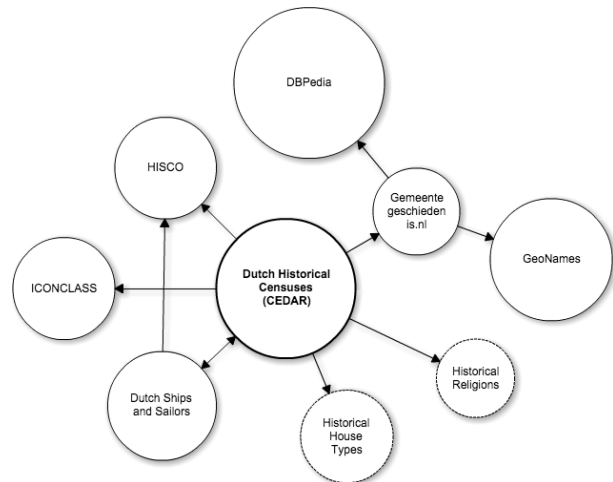 DBPedia
HISCO
Gemeente
geschieden
is.nl
GeoNames
Dutch Historical
Censuses
(CEDAR)
ICONCLASS
Dutch Ships
and Sailors
Historical
Religions
Historical
House
Types